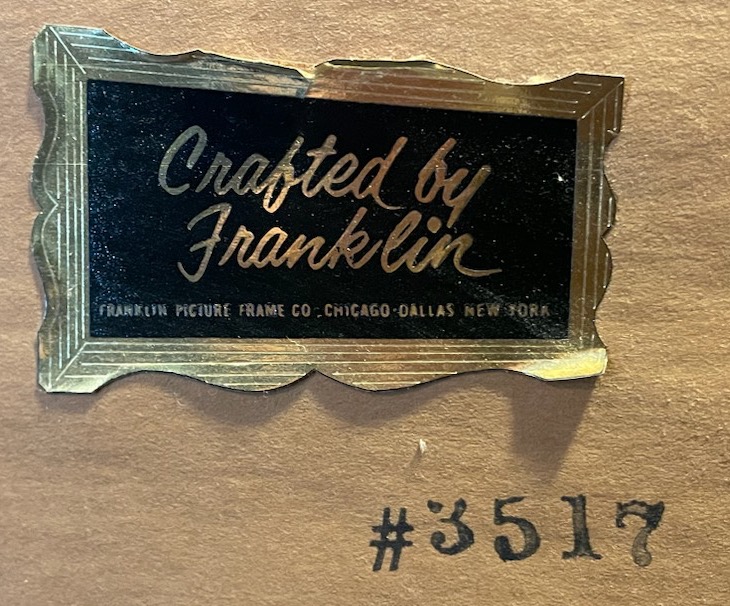 Crafted by
Franklin
FRANKLIN PICTURE FRAME CO·CHICAGO·DALLAS NEW YORK
#3517